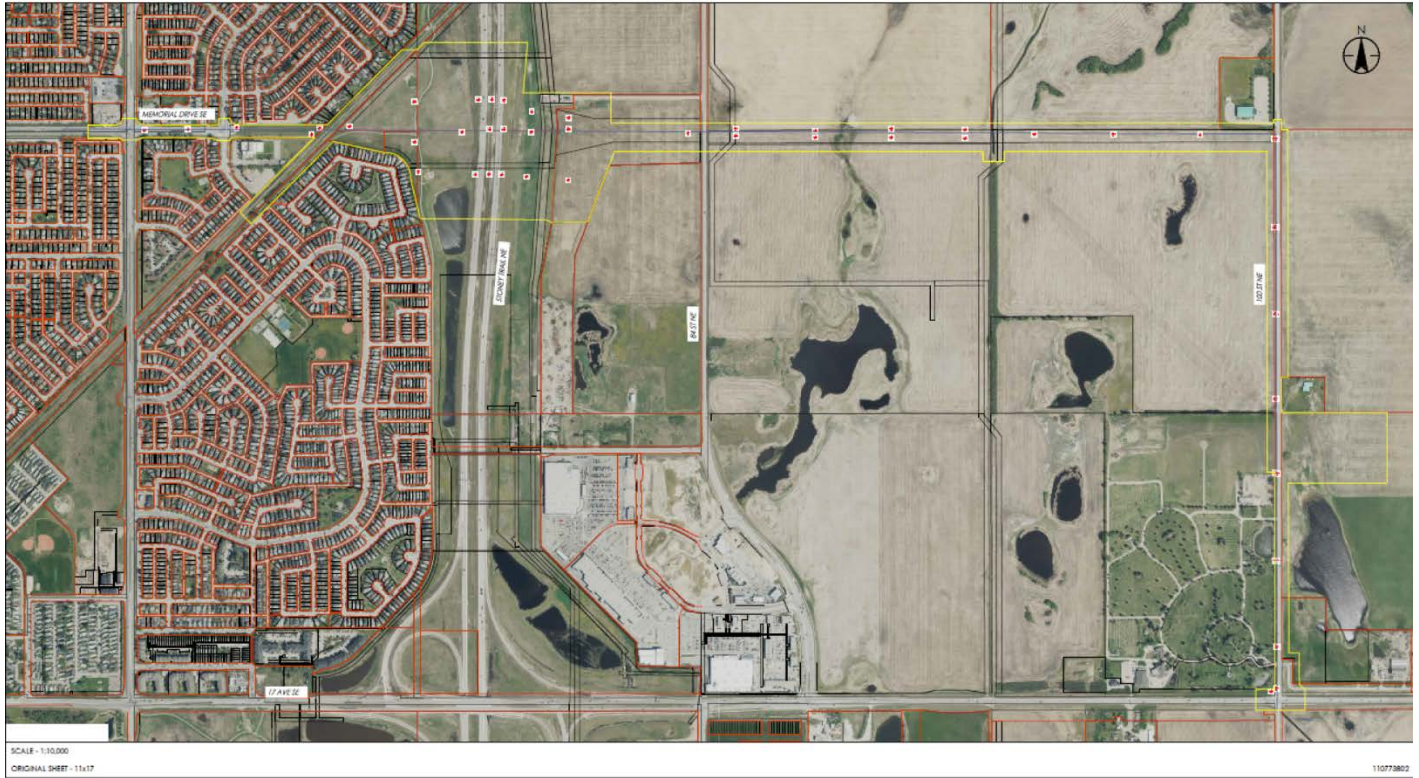 N
MEMORIAL DRIVE SE
STONEY TRAIL NE
84 ST NE
100 ST NE
17 AVE SE
SCALE - 1:10,000
ORIGINAL SHEET - 11x17
110773802